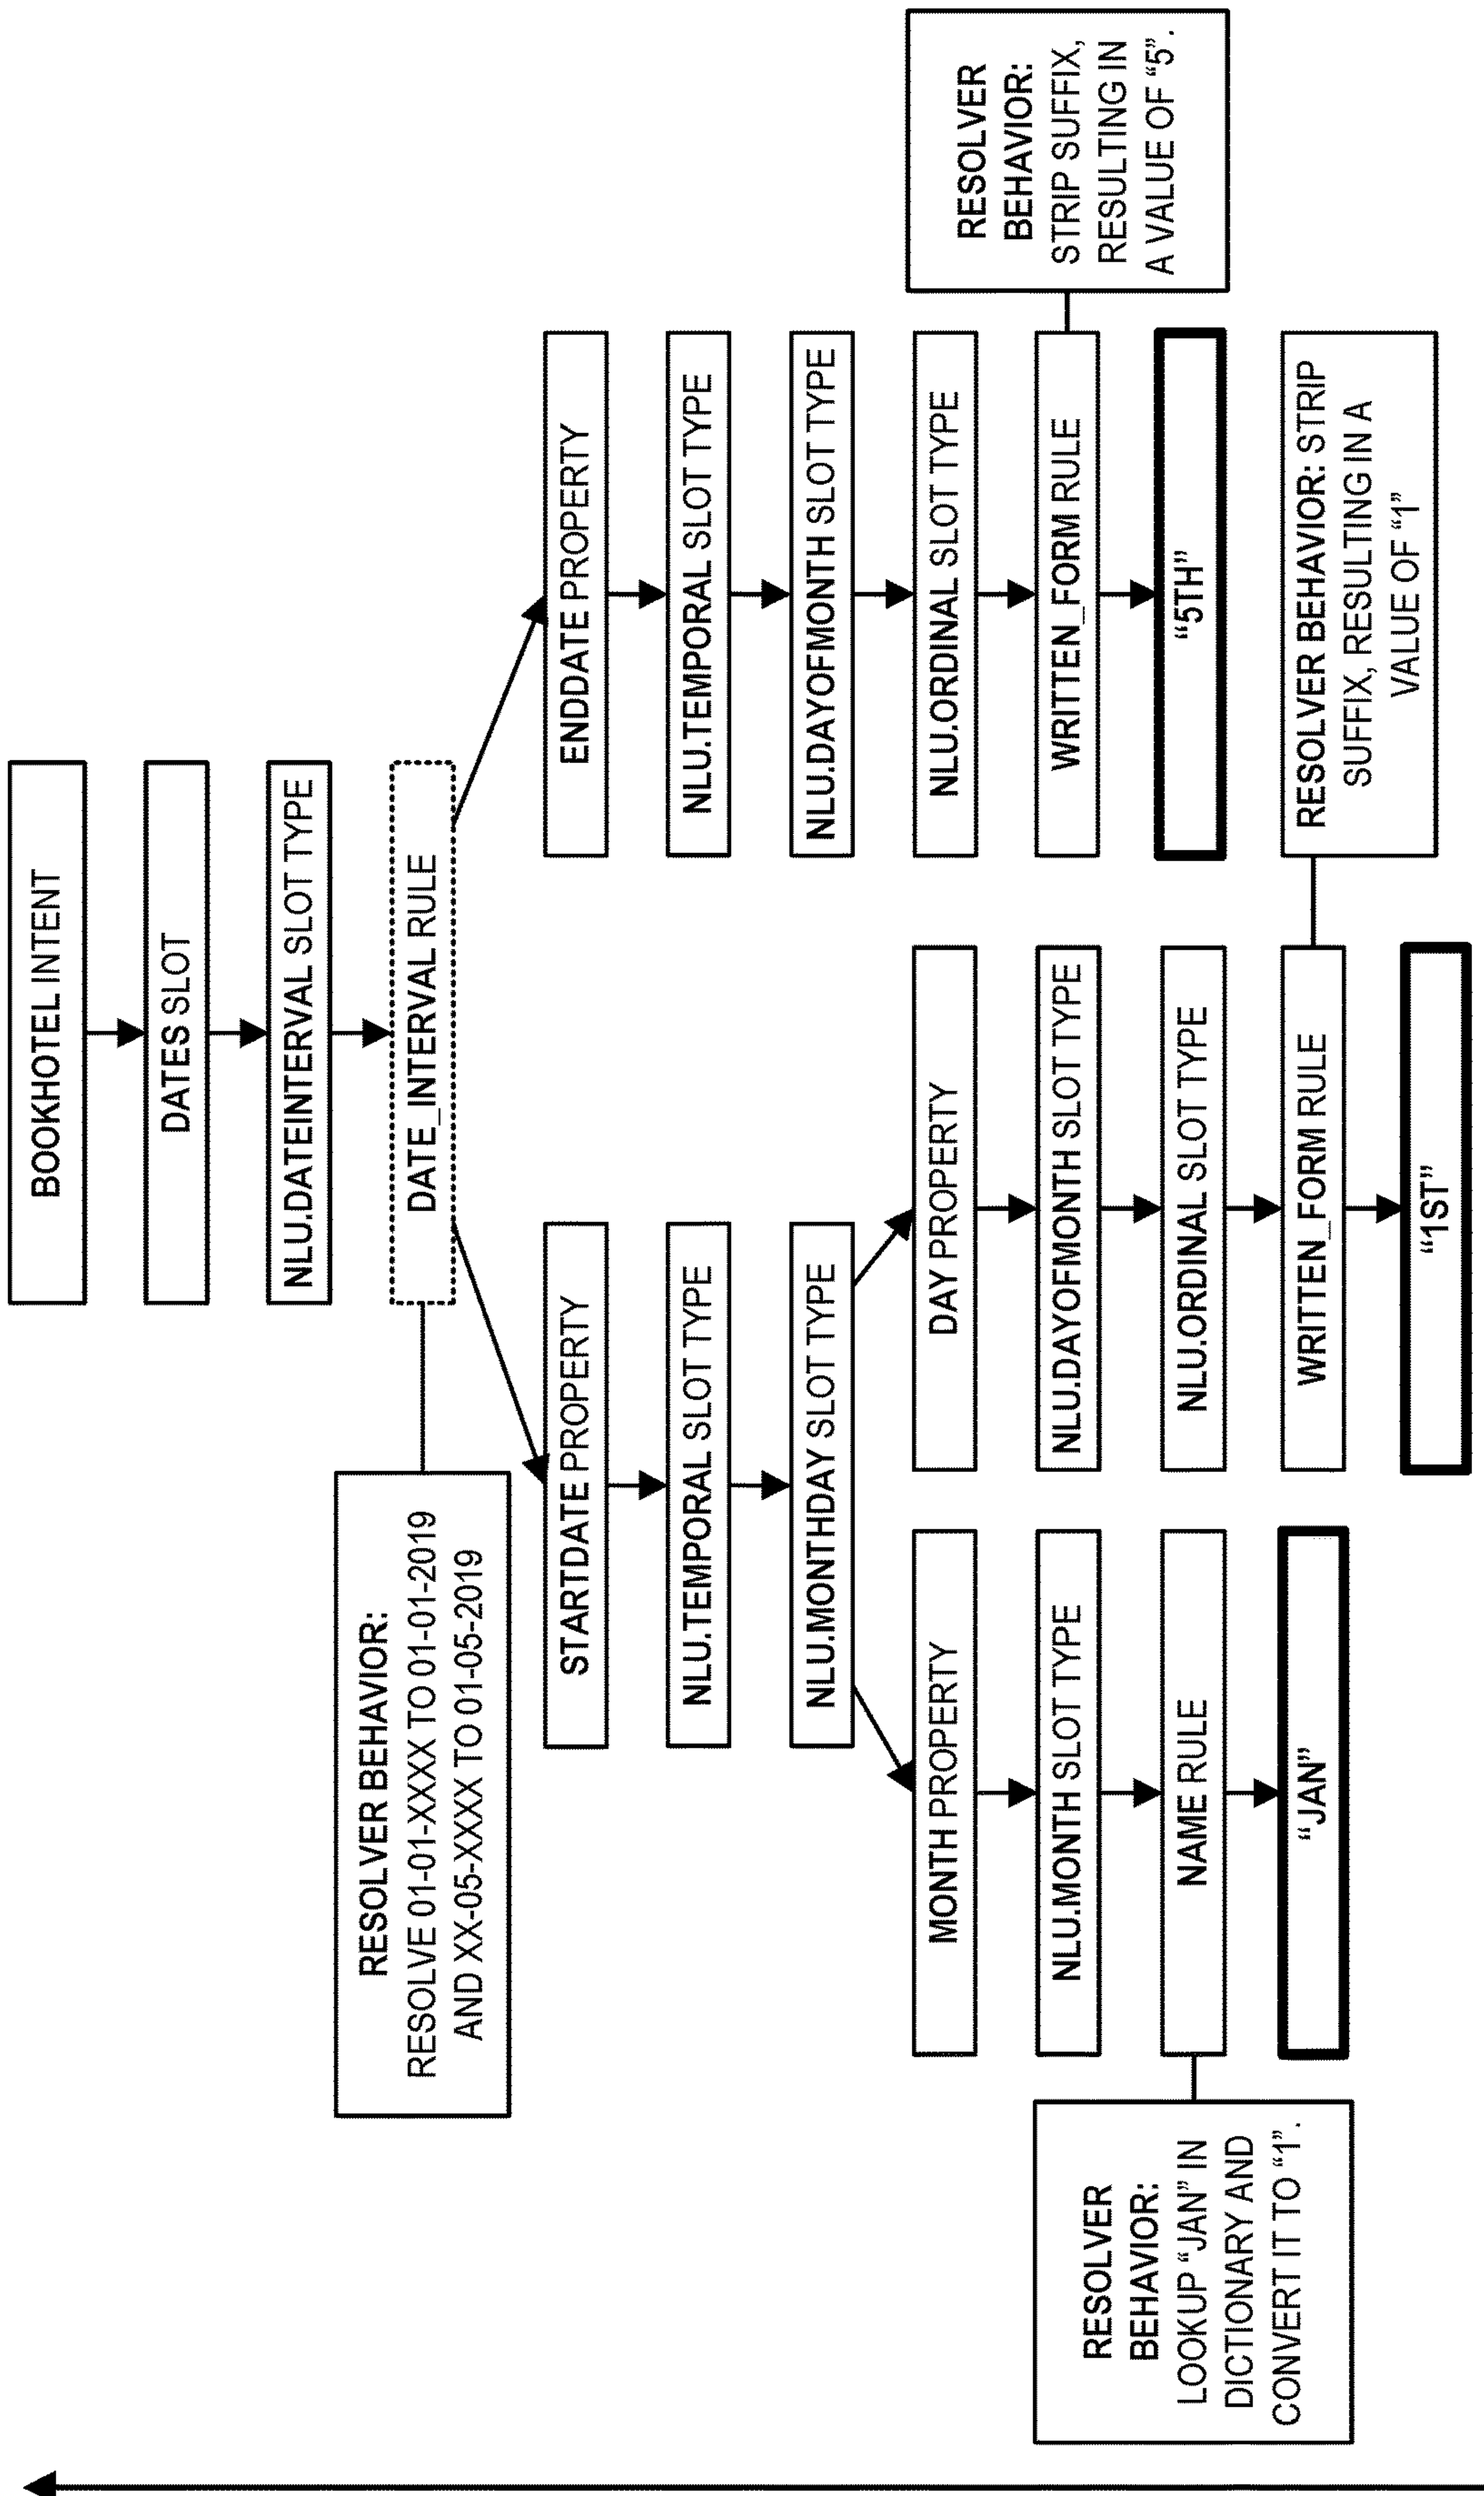 BOOKHOTEL INTENT
DATES SLOT
NLU.DATEINTERVAL SLOT TYPE
DATE_INTERVAL RULE
RESOLVER BEHAVIOR:
RESOLVE 01-01-XXXX TO 01-01-2019
AND XX-05-XXXX TO 01-05-2019
STARTDATE PROPERTY
NLU.TEMPORAL SLOT TYPE
NLU.MONTHDAY SLOT TYPE
MONTH PROPERTY
NLU.MONTH SLOT TYPE
NAME RULE
“JAN”
RESOLVER
BEHAVIOR:
LOOKUP “JAN” IN
DICTIONARY AND
CONVERT IT TO “1”.
DAY PROPERTY
NLU.DAYOFMONTH SLOT TYPE
NLU.ORDINAL SLOT TYPE
WRITTEN_FORM RULE
“1ST”
RESOLVER BEHAVIOR: STRIP
SUFFIX, RESULTING IN A
VALUE OF “1”
ENDDATE PROPERTY
NLU.TEMPORAL SLOT TYPE
NLU.DAYOFMONTH SLOT TYPE
NLU.ORDINAL SLOT TYPE
WRITTEN_FORM RULE
“5TH”
RESOLVER
BEHAVIOR:
STRIP SUFFIX,
RESULTING IN
A VALUE OF “5”.